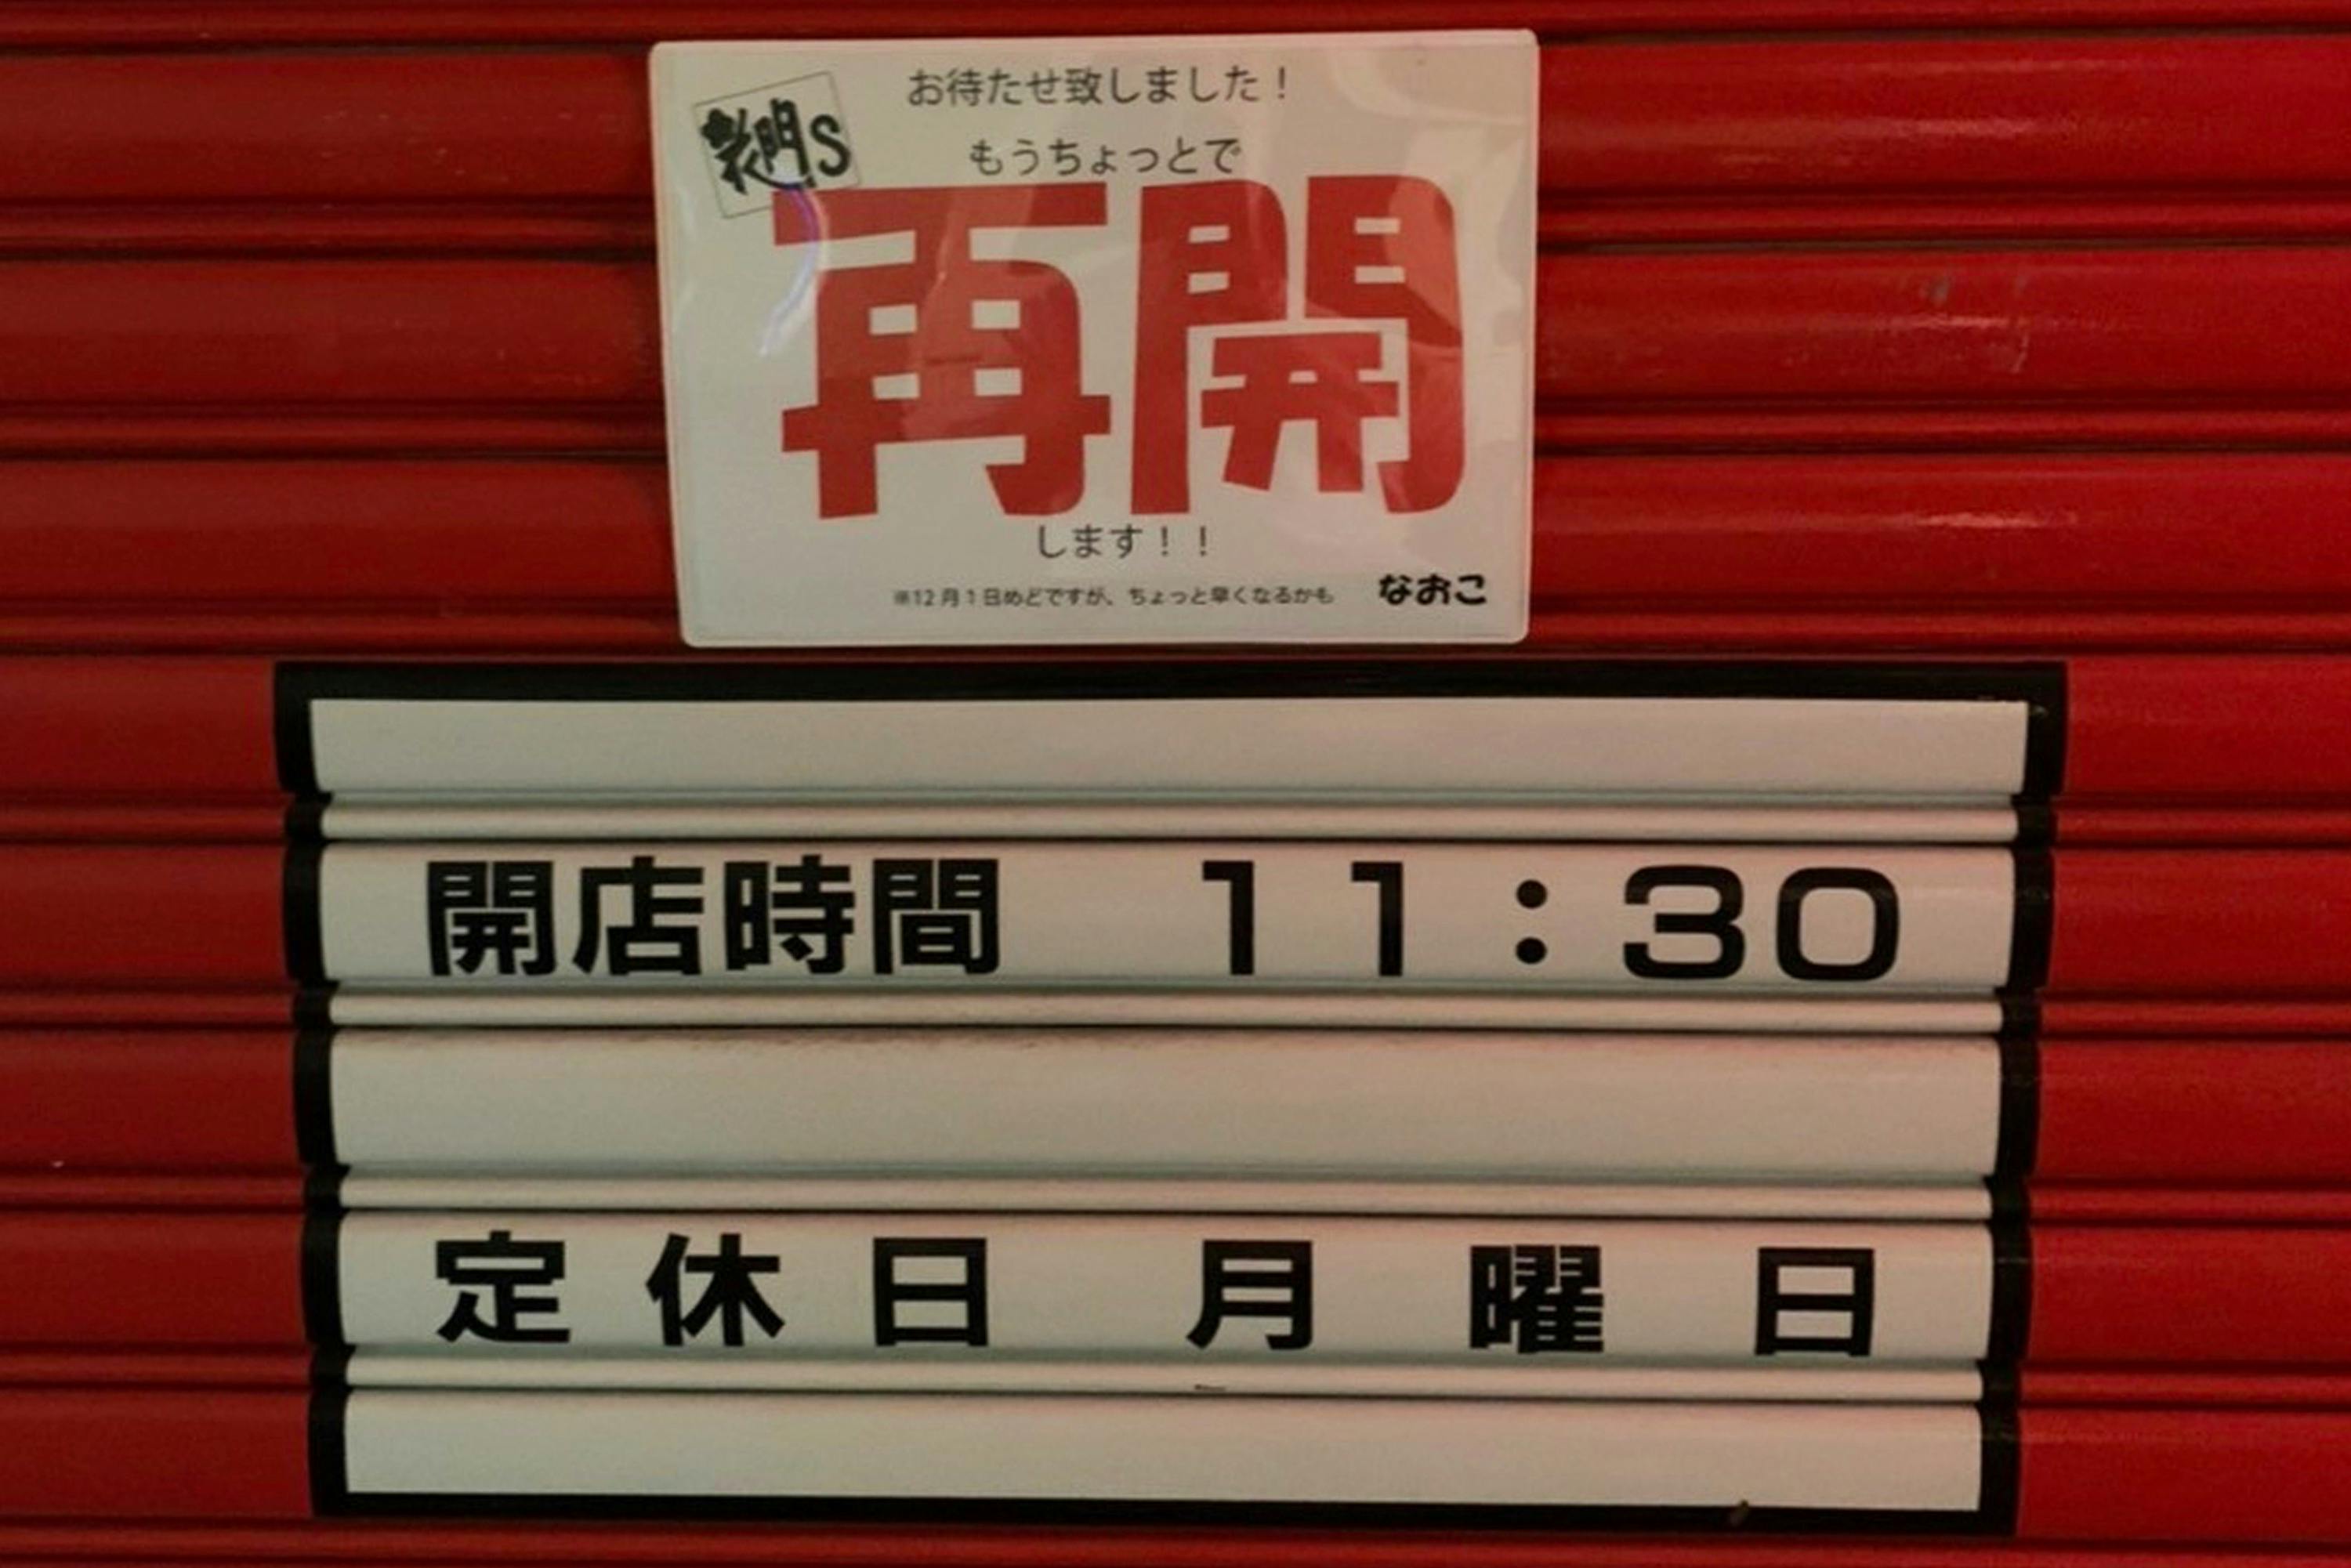 お待たせ致しました！
もうちょっとで
再開
します！！
※12月1日めどですが、ちょっと早くなるかも
なおこ
開店時間 11：30
定休日 月曜日